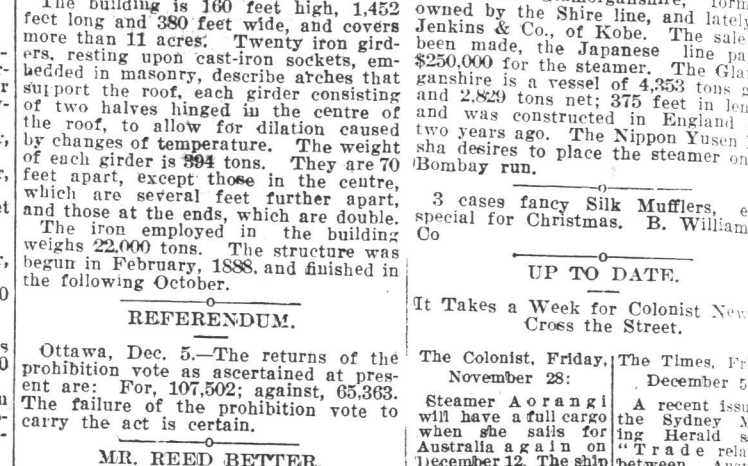 The building is 160 feet high, 1,452
feet long and 380 feet wide, and covers
more than 11 acres. Twenty iron gird-
ers, resting upon cast-iron sockets, em-
bedded in masonry, describe arches that
support the roof, each girder consisting
of two halves hinged in the centre of
the roof, to allow for dilation caused
by changes of temperature. The weight
of each girder is 394 tons. They are 70
feet apart, except those in the centre,
which are several feet further apart,
and those at the ends, which are double.
The iron employed in the building
weighs 22,000 tons. The structure was
begun in February, 1888, and finished in
the following October.
REFERENDUM.
Ottawa, Dec. 5.—The returns of the
prohibition vote as ascertained at pres-
ent are: For, 107,502; against, 65,363.
The failure of the prohibition vote to
carry the act is certain.
MR. REED BETTER.
owned by the Shire line, and
Jenkins & Co., of Kobe. The sale
been made, the Japanese line
$250,000 for the steamer. The
ganshire is a vessel of 4,353 tons
and 2,829 tons net; 375 feet in
and was constructed in England
two years ago. The Nippon Yusen
sha desires to place the steamer on
Bombay run.
3 cases fancy Silk Mufflers,
special for Christmas. B. William
Co
UP TO DATE.
It Takes a Week for Colonist
Cross the Street.
The Colonist, Friday,
November 28:
Steamer Aorangi
will have a full cargo
when she sails for
Australia again on
December 12. The ship
The Times,
December 5
A recent
the Sydney
ing Herald
"Trade
between